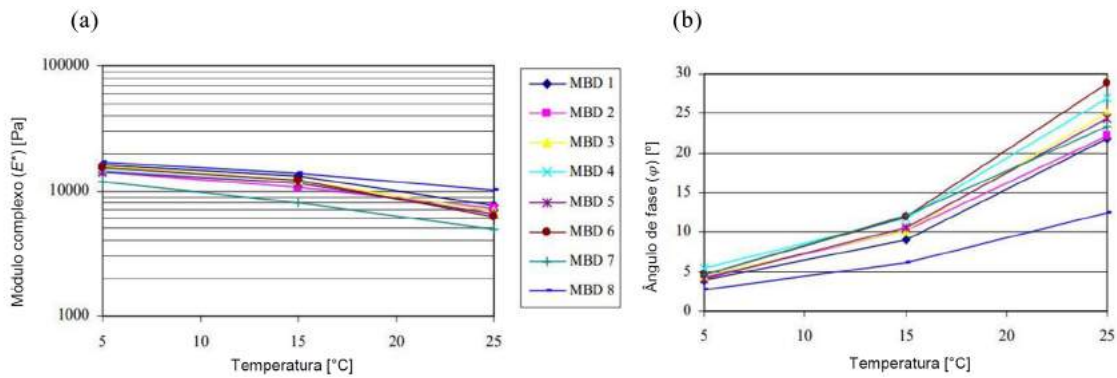 (a)
Módulo complexo (E*) [Pa]
100000
10000
1000
5
10
15
20
25
Temperatura [°C]
MBD 1
MBD 2
MBD 3
MBD 4
MBD 5
MBD 6
MBD 7
MBD 8
(b)
Ângulo de fase (φ) [º]
30
25
20
15
10
5
0
5
10
15
20
25
Temperatura [°C]